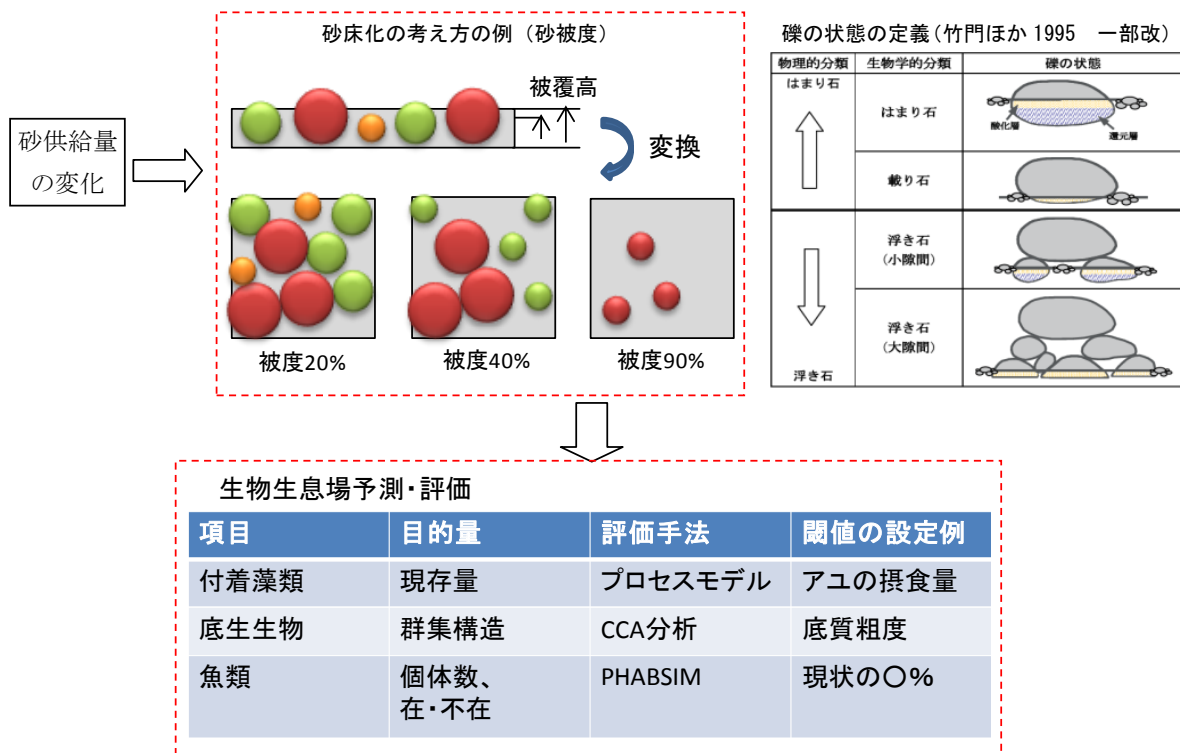 砂供給量
の変化
砂床化の考え方の例（砂被度）
被覆高
変換
被度20%
被度40%
被度90%
礫の状態の定義(竹門ほか 1995　一部改)
物理的分類
生物学的分類
礫の状態
はまり石
はまり石
酸化層
還元層
載り石
浮き石
(小隙間)
浮き石
(大隙間)
浮き石
生物生息場予測・評価
項目
目的量
評価手法
閾値の設定例
付着藻類
現存量
プロセスモデル
アユの摂食量
底生生物
群集構造
CCA分析
底質粗度
魚類
個体数、
在・不在
PHABSIM
現状の〇%